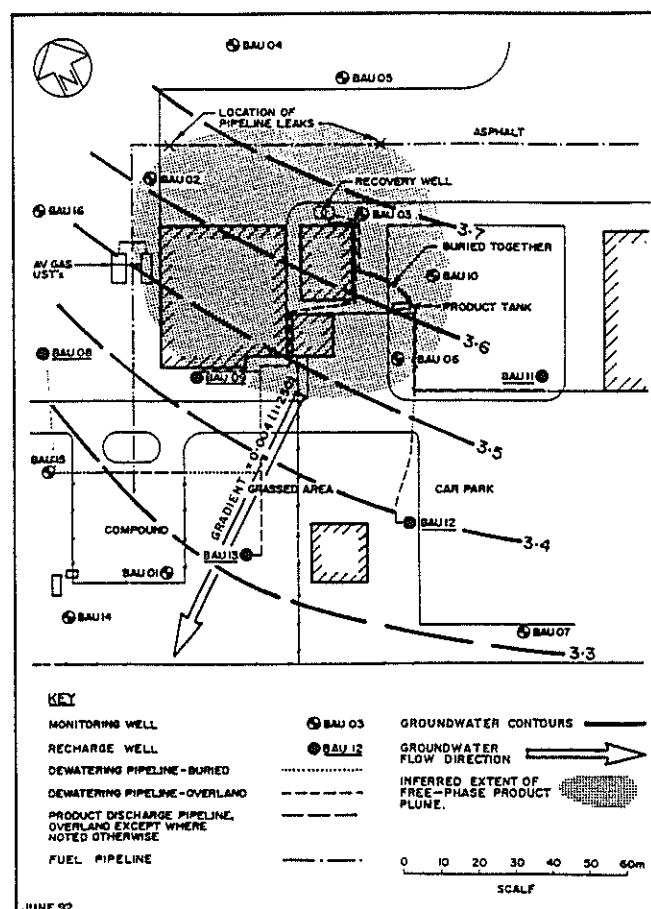 BAU 04
BAU 05
N
LOCATION OF
PIPELINE LEAKS
ASPHALT
BAU 02
RECOVERY WELL
BAU 16
BAU 03
3.7
BURIED TOGETHER
AV GAS
UST's
BAU 10
PRODUCT TANK
3.6
BAU 08
BAU 06
BAU 09
BAU 11
3.5
GRADIENT = 0.004 (1:250)
BAU 15
GRASSED AREA
CAR PARK
COMPOUND
BAU 12
3.4
BAU 13
BAU 01
BAU 14
BAU 07
3.3
KEY
MONITORING WELL
BAU 03
GROUNDWATER CONTOURS
RECHARGE WELL
BAU 12
GROUNDWATER
FLOW DIRECTION
DEWATERING PIPELINE-BURIED
DEWATERING PIPELINE-OVERLAND
INFERRED EXTENT OF
FREE-PHASE PRODUCT
PLUME.
PRODUCT DISCHARGE PIPELINE,
OVERLAND EXCEPT WHERE
NOTED OTHERWISE
FUEL PIPELINE
0 10 20 30 40 50 60m
SCALE
JUNE 92